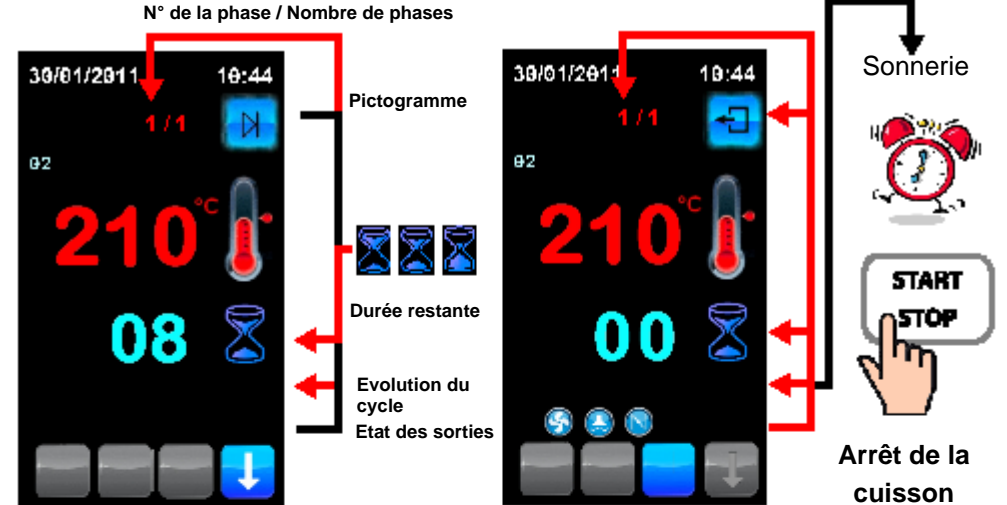 N° de la phase / Nombre de phases
30/01/2011
10:44
1/1
02
210°C
08
Pictogramme
Durée restante
Evolution du
cycle
Etat des sorties
30/01/2011
10:44
1/1
02
210°C
00
Sonnerie
START
STOP
Arrêt de la
cuisson